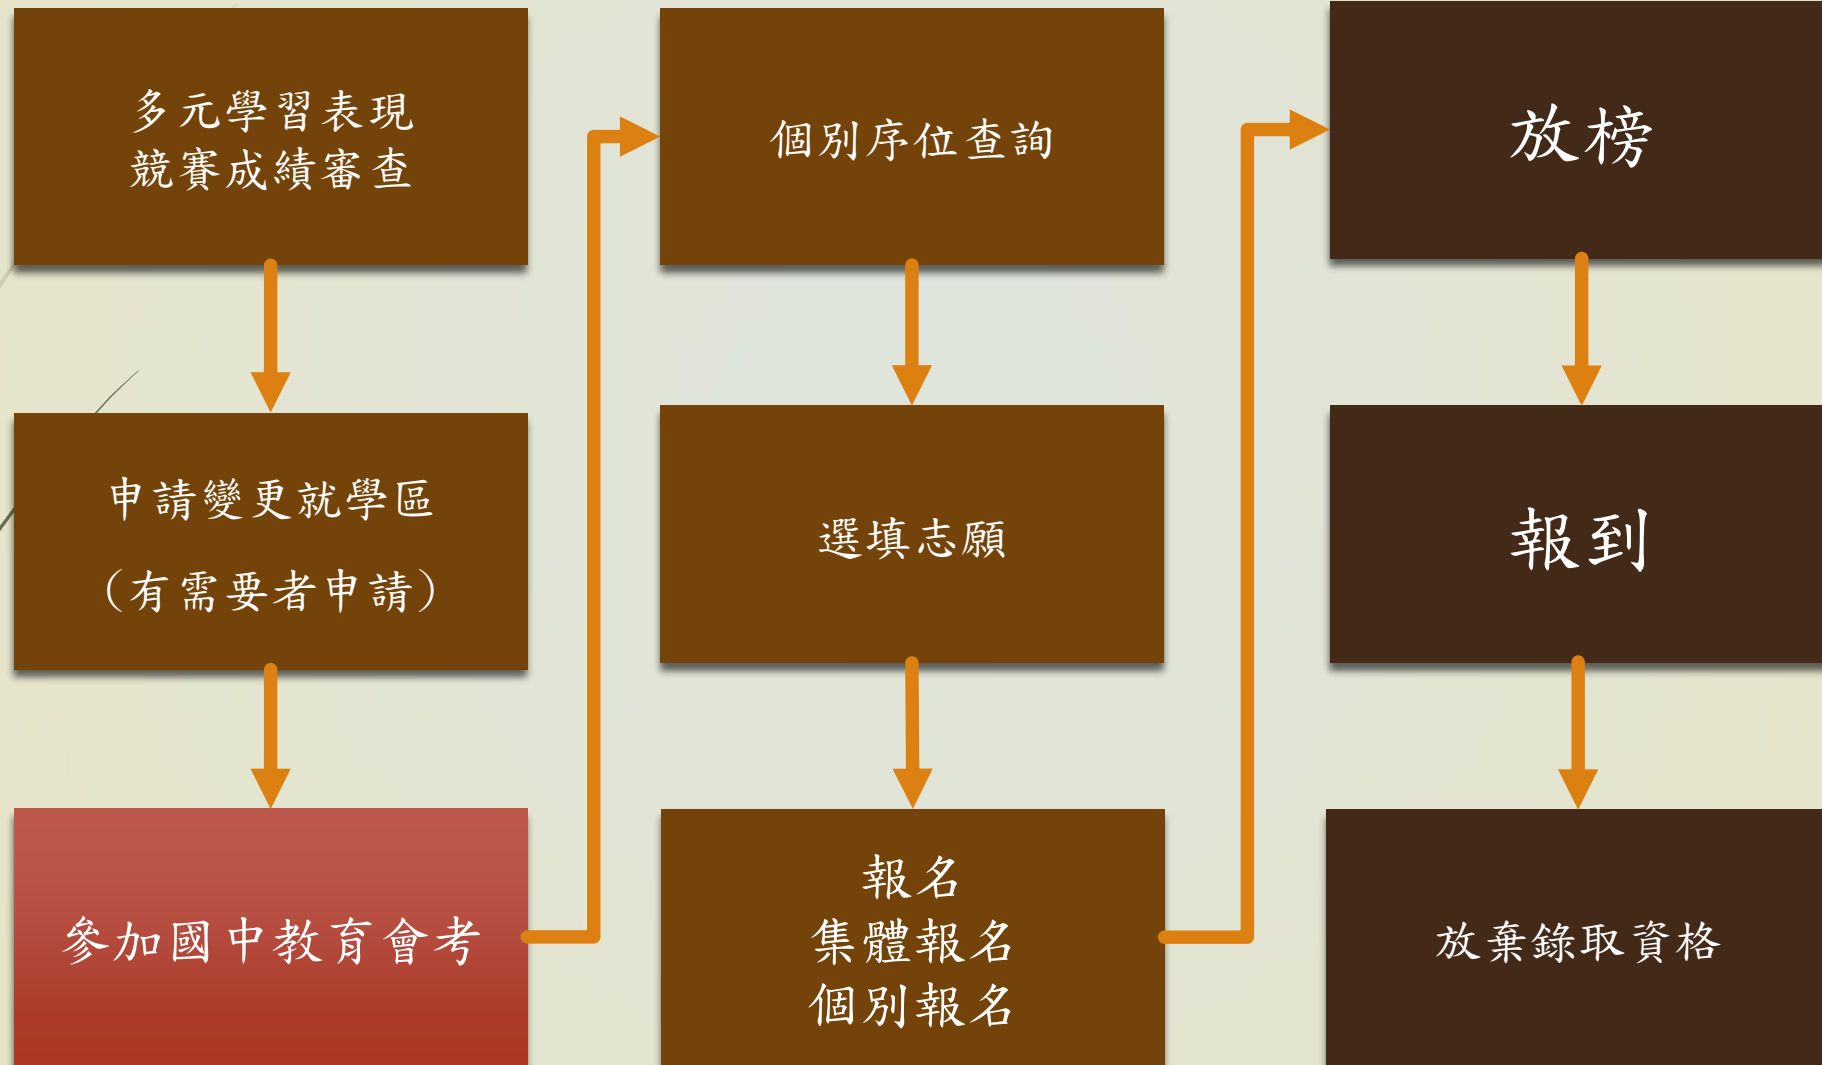 多元學習表現
競賽成績審查
申請變更就學區
（有需要者申請）
參加國中教育會考
個別序位查詢
選填志願
報名
集體報名
個別報名
放榜
報到
放棄錄取資格